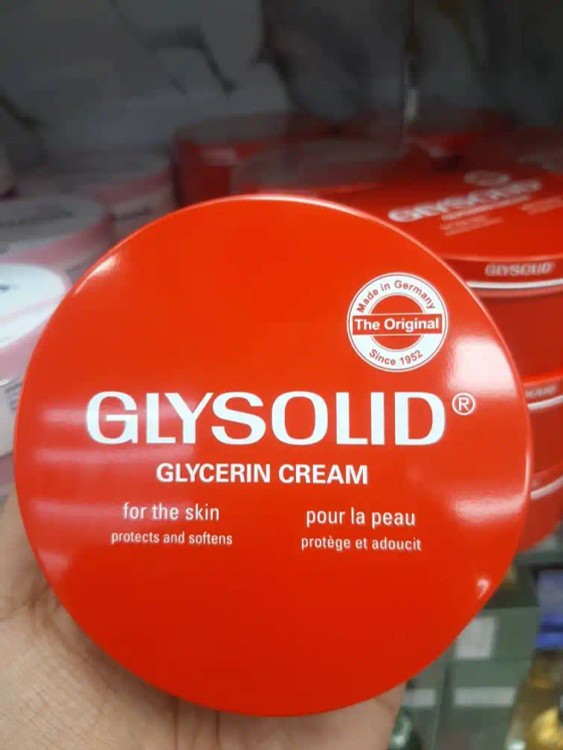 Made in Germany
The Original
Since 1952
GLYSOLID®
GLYCERIN CREAM
for the skin
protects and softens
pour la peau
protège et adoucit
GLYSOLID
GLYSOLID